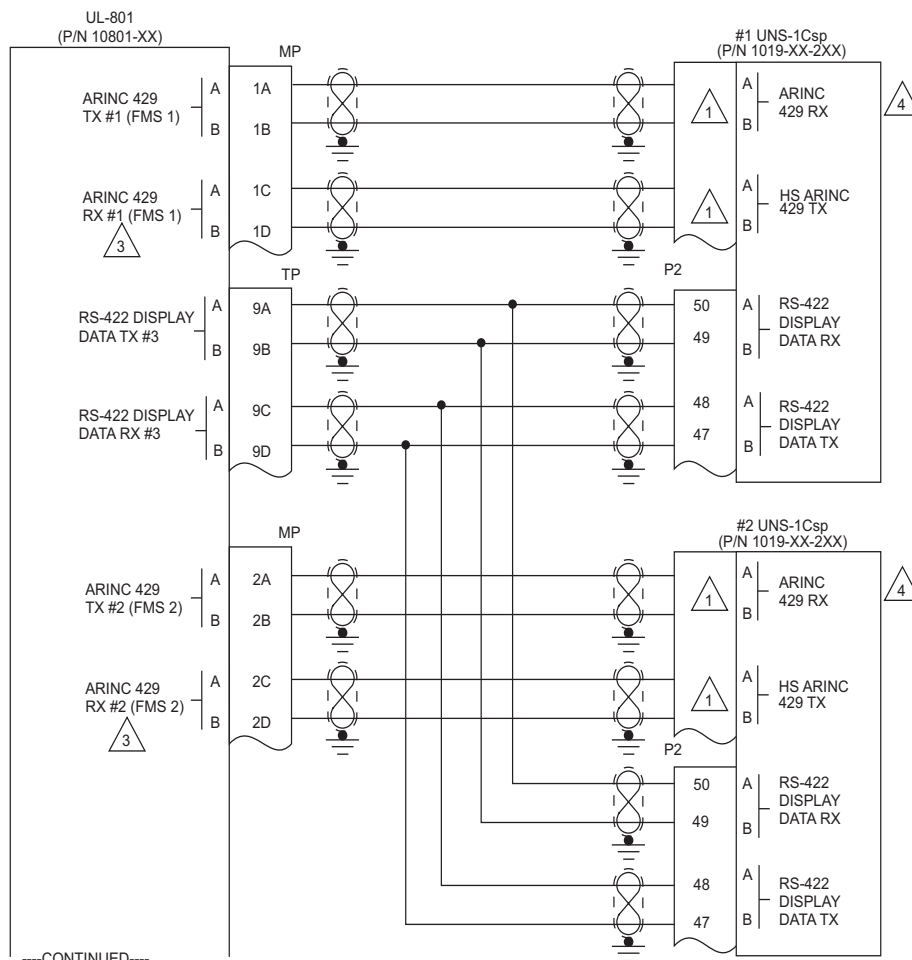 UL-801
(P/N 10801-XX)
MP
#1 UNS-1Csp
(P/N 1019-XX-2XX)
ARINC 429
TX #1 (FMS 1)
A
1A
B
1B
1
A
B
ARINC
429 RX
4
ARINC 429
RX #1 (FMS 1)
3
A
1C
B
1D
1
A
B
HS ARINC
429 TX
TP
P2
RS-422 DISPLAY
DATA TX #3
A
9A
B
9B
50
49
A
B
RS-422
DISPLAY
DATA RX
RS-422 DISPLAY
DATA RX #3
A
9C
B
9D
48
47
A
B
RS-422
DISPLAY
DATA TX
MP
#2 UNS-1Csp
(P/N 1019-XX-2XX)
ARINC 429
TX #2 (FMS 2)
A
2A
B
2B
1
A
B
ARINC
429 RX
4
ARINC 429
RX #2 (FMS 2)
3
A
2C
B
2D
1
A
B
HS ARINC
429 TX
P2
50
49
A
B
RS-422
DISPLAY
DATA RX
48
47
A
B
RS-422
DISPLAY
DATA TX
----CONTINUED----